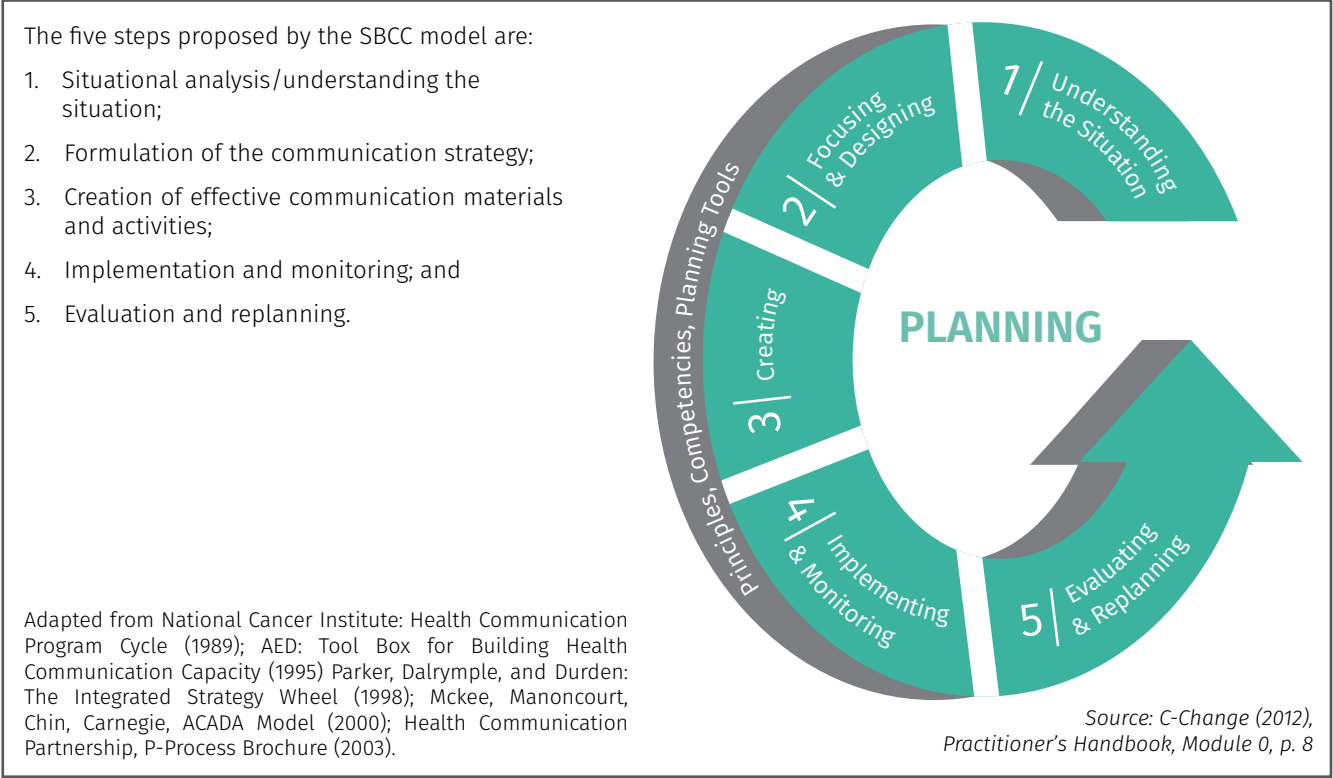 The five steps proposed by the SBCC model are:
1. Situational analysis/understanding the
situation;
2. Formulation of the communication strategy;
3. Creation of effective communication materials
and activities;
4. Implementation and monitoring; and
5. Evaluation and replanning.
Adapted from National Cancer Institute: Health Communication
Program Cycle (1989); AED: Tool Box for Building Health
Communication Capacity (1995) Parker, Dalrymple, and Durden:
The Integrated Strategy Wheel (1998); Mckee, Manoncourt,
Chin, Carnegie, ACADA Model (2000); Health Communication
Partnership, P-Process Brochure (2003).
1 Understanding
the Situation
2 Focusing
& Designing
3 Creating
4 Implementing
& Monitoring
5 Evaluating
& Replanning
Principles, Competencies, Planning Tools
PLANNING
Source: C-Change (2012),
Practitioner's Handbook, Module 0, p. 8